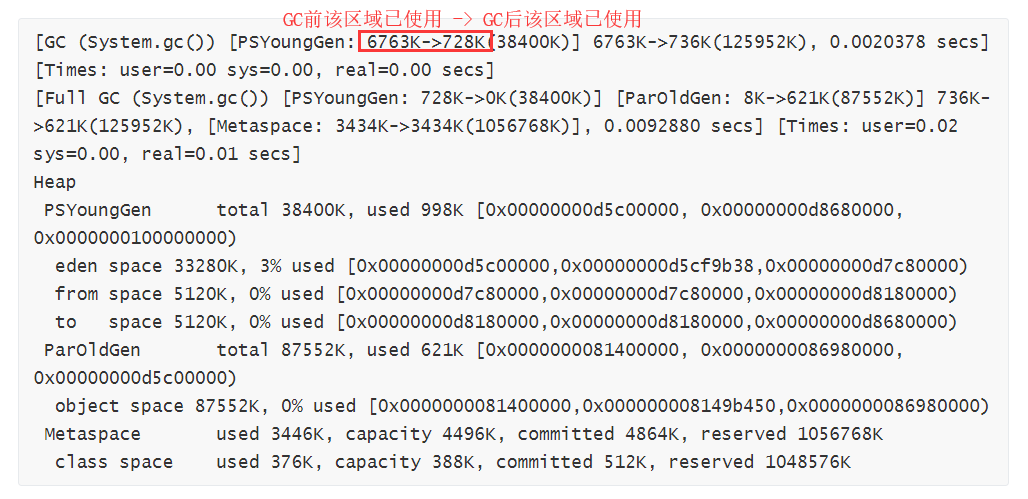 GC前该区域已使用 -> GC后该区域已使用
[GC (System.gc()) [PSYoungGen: 6763K->728K(38400K)] 6763K->736K(125952K), 0.0020378 secs]
[Times: user=0.00 sys=0.00, real=0.00 secs]
[Full GC (System.gc()) [PSYoungGen: 728K->0K(38400K)] [ParOldGen: 8K->621K(87552K)] 736K-
>621K(125952K), [Metaspace: 3434K->3434K(1056768K)], 0.0092880 secs] [Times: user=0.02
sys=0.00, real=0.01 secs]
Heap
PSYoungGen total 38400K, used 998K [0x00000000d5c00000, 0x00000000d8680000,
0x0000000100000000)
eden space 33280K, 3% used [0x00000000d5c00000,0x00000000d5cf9b38,0x00000000d7c80000)
from space 5120K, 0% used [0x00000000d7c80000,0x00000000d7c80000,0x00000000d8180000)
to space 5120K, 0% used [0x00000000d8180000,0x00000000d8180000,0x00000000d8680000)
ParOldGen total 87552K, used 621K [0x0000000081400000, 0x0000000086980000,
0x00000000d5c00000)
object space 87552K, 0% used [0x0000000081400000,0x000000008149b450,0x0000000086980000)
Metaspace used 3446K, capacity 4496K, committed 4864K, reserved 1056768K
class space used 376K, capacity 388K, committed 512K, reserved 1048576K